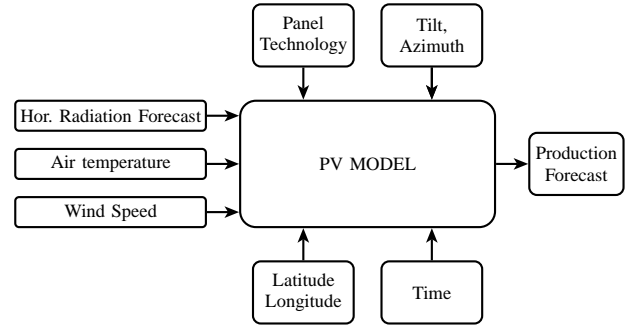 Panel
Technology
Tilt,
Azimuth
Hor. Radiation Forecast
Air temperature
Wind Speed
PV MODEL
Production
Forecast
Latitude
Longitude
Time